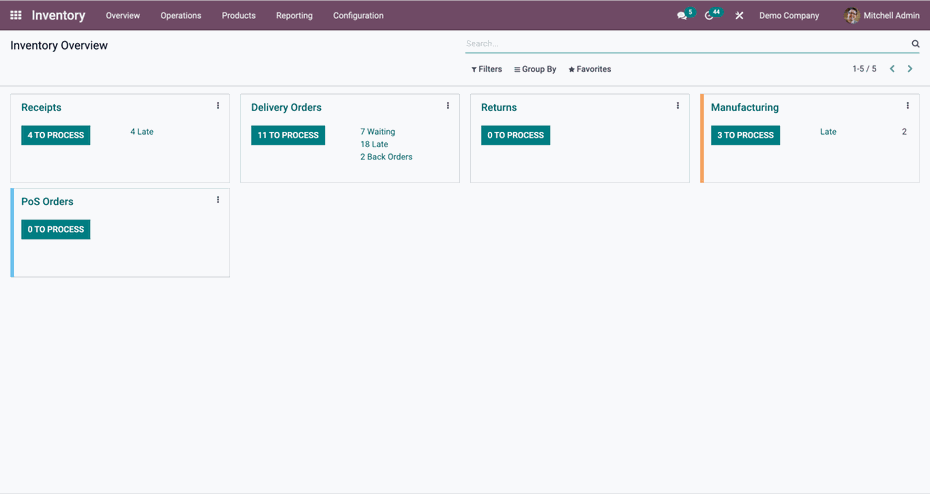 Inventory Overview Operations Products Reporting Configuration 5 44 Demo Company Mitchell Admin
Inventory Overview
Search...
Filters Group By Favorites 1-5 / 5
Receipts
4 TO PROCESS 4 Late
Delivery Orders
11 TO PROCESS 7 Waiting
18 Late
2 Back Orders
Returns
0 TO PROCESS
Manufacturing
3 TO PROCESS Late 2
PoS Orders
0 TO PROCESS